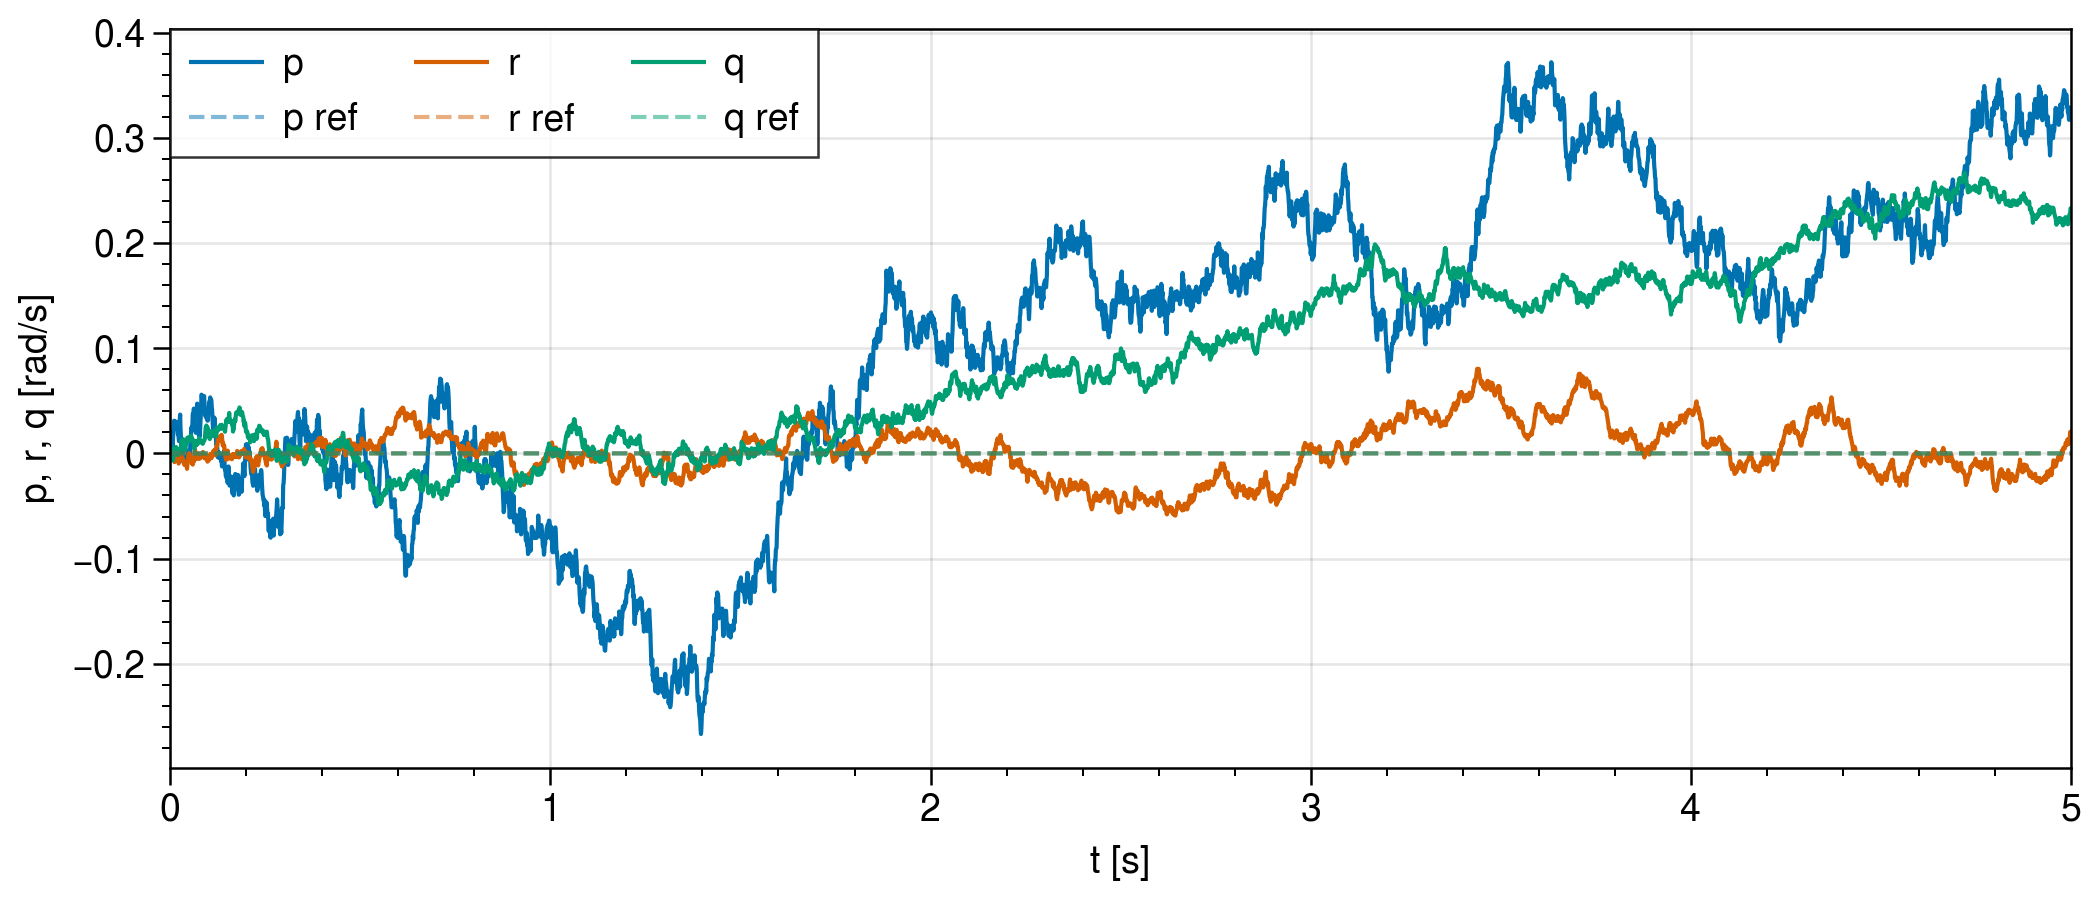 p, r, q [rad/s]
0.4
0.3
0.2
0.1
0
−0.1
−0.2
p r q
p ref r ref q ref
0 1 2 3 4 5
t [s]